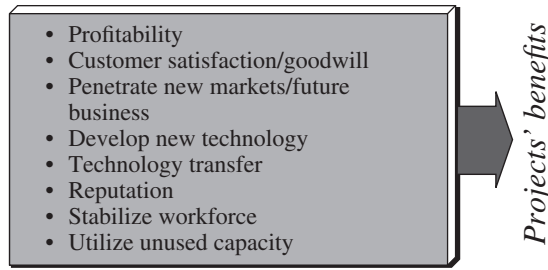 • Profitability
• Customer satisfaction/goodwill
• Penetrate new markets/future
business
• Develop new technology
• Technology transfer
• Reputation
• Stabilize workforce
• Utilize unused capacity
Projects' benefits